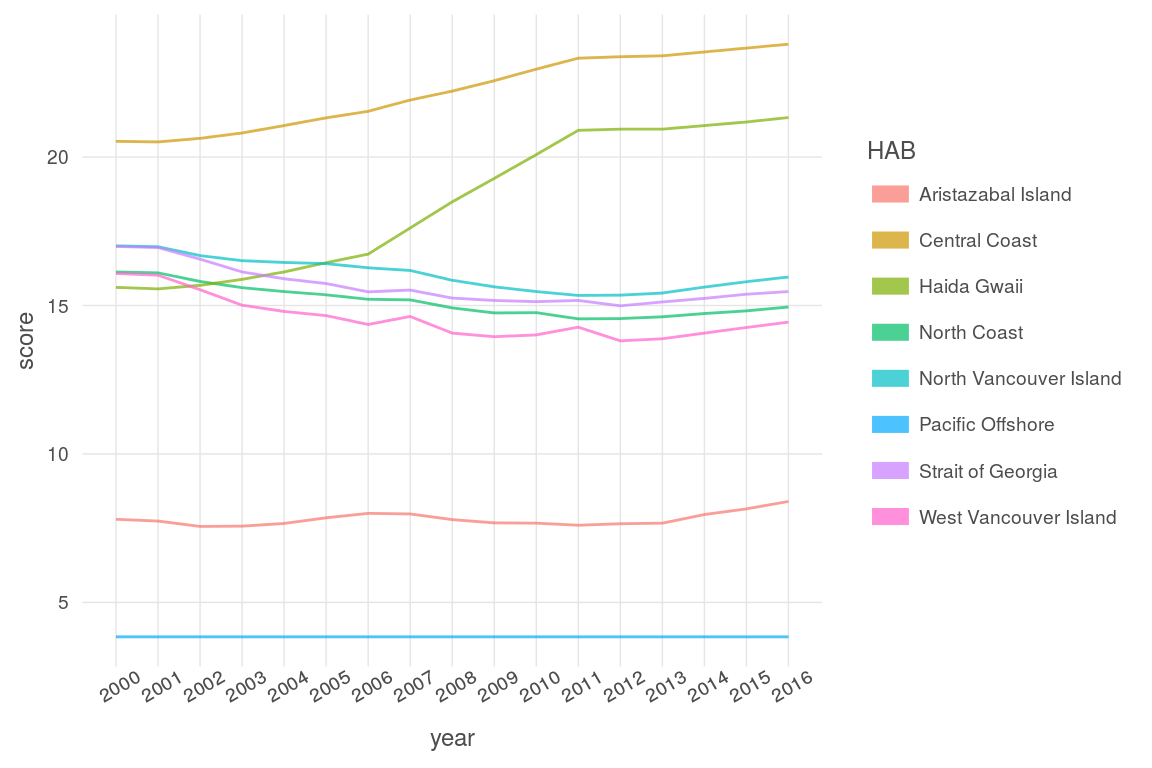 score
20
15
10
5
2000
2001
2002
2003
2004
2005
2006
2007
2008
2009
2010
2011
2012
2013
2014
2015
2016
year
HAB
Aristazabal Island
Central Coast
Haida Gwaii
North Coast
North Vancouver Island
Pacific Offshore
Strait of Georgia
West Vancouver Island